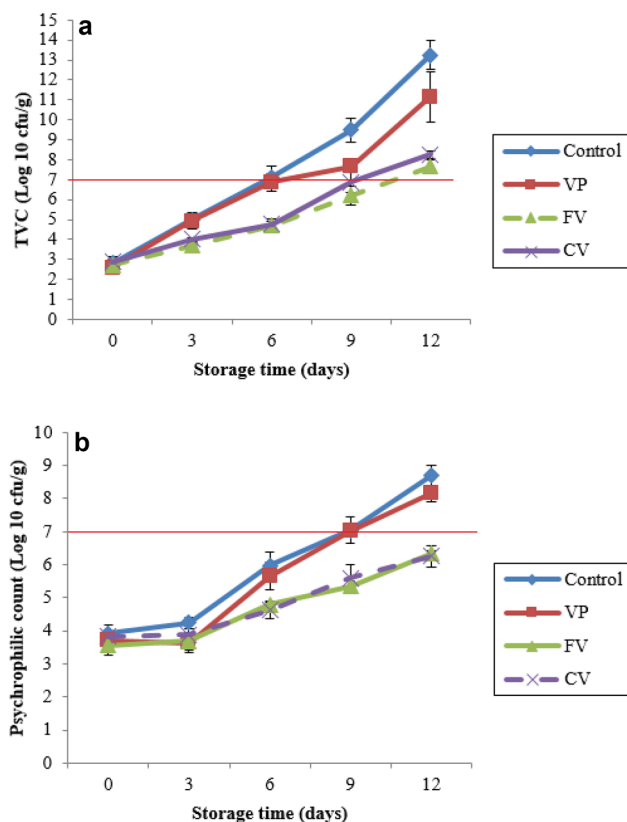 a
TVC (Log 10 cfu/g)
13
14
15
12
11
10
9
8
7
6
5
4
3
2
1
0
0 3 6 9 12
Storage time (days)
Control
VP
FV
CV
b
Psychrophilic count (Log 10 cfu/g)
10
9
8
7
6
5
4
3
2
1
0
0 3 6 9 12
Storage time (days)
Control
VP
FV
CV